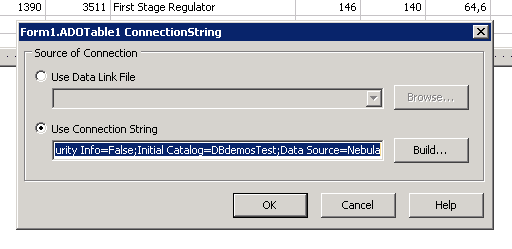 1390 3511 First Stage Regulator 146 140 64,6
Form1.ADOTable1 ConnectionString
Source of Connection
Use Data Link File
Browse...
Use Connection String
urity Info=False;Initial Catalog=DBdemosTest;Data Source=Nebula
Build...
OK Cancel Help